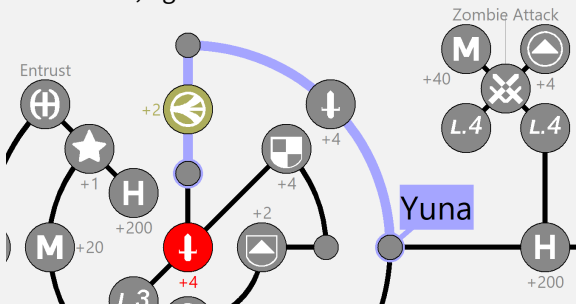 Zombie Attack
M
+40
+4
Entrust
+2
L.4
L.4
+4
+1
+4
H
+200
Yuna
+2
M
+20
H
+4
+200
L.3